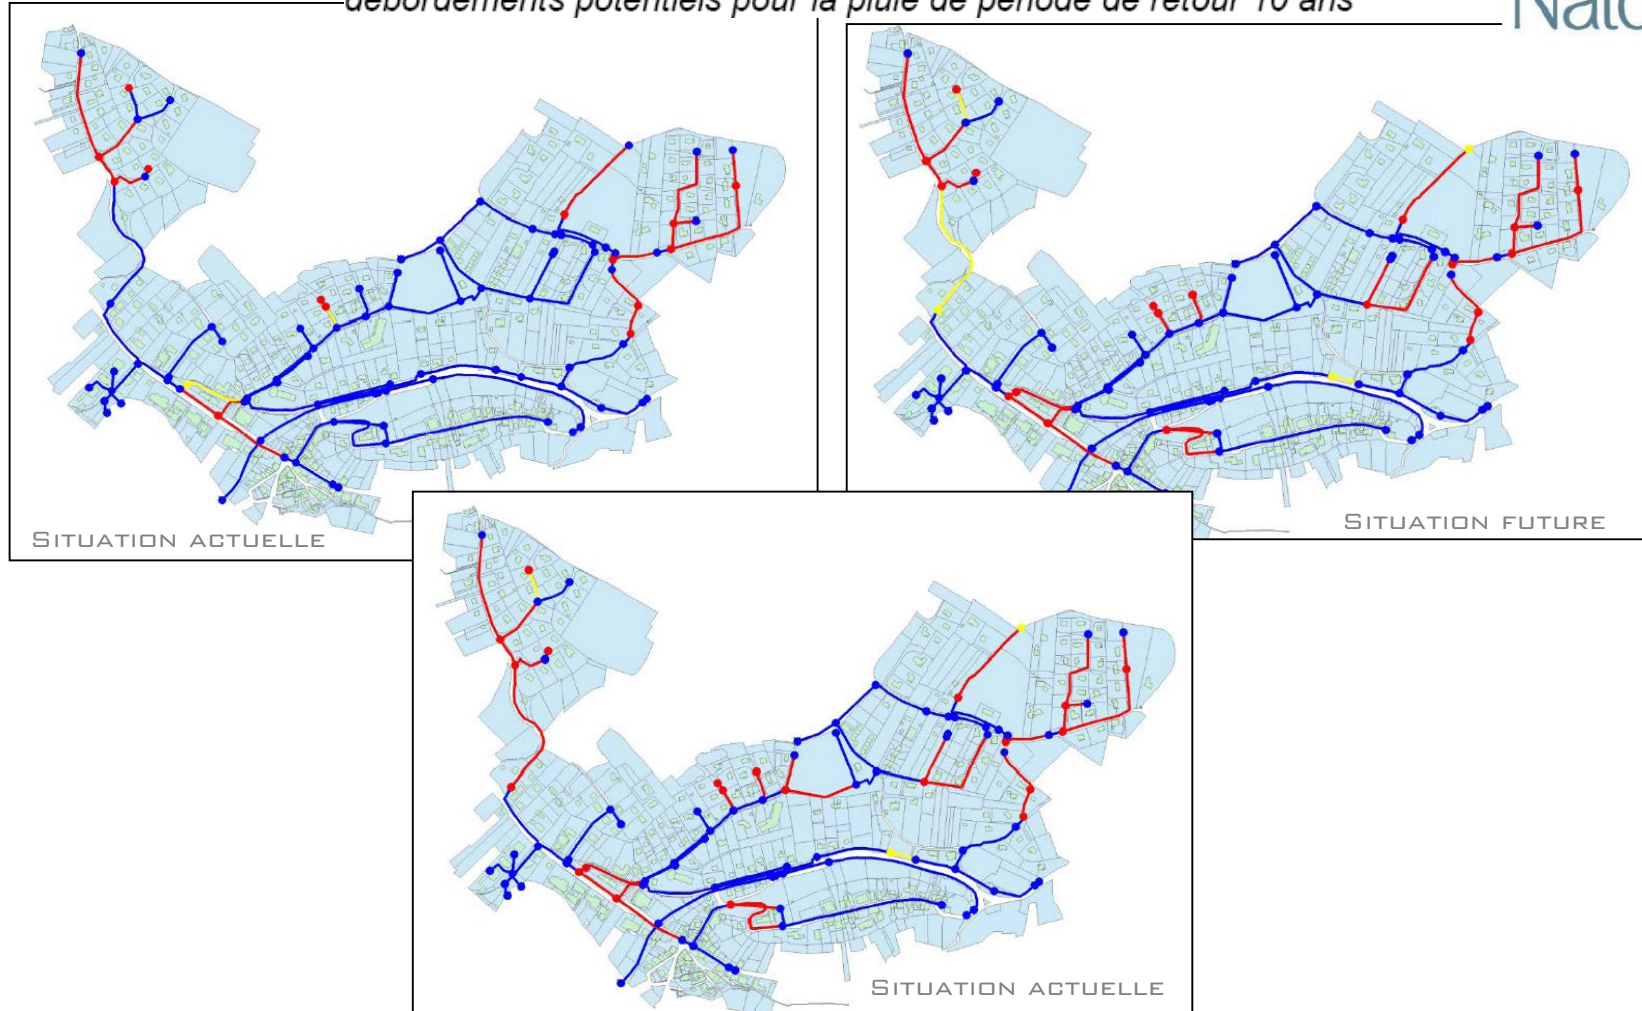 débordements potentiels pour la pluie de période de retour 10 ans
SITUATION ACTUELLE
SITUATION FUTURE
SITUATION ACTUELLE